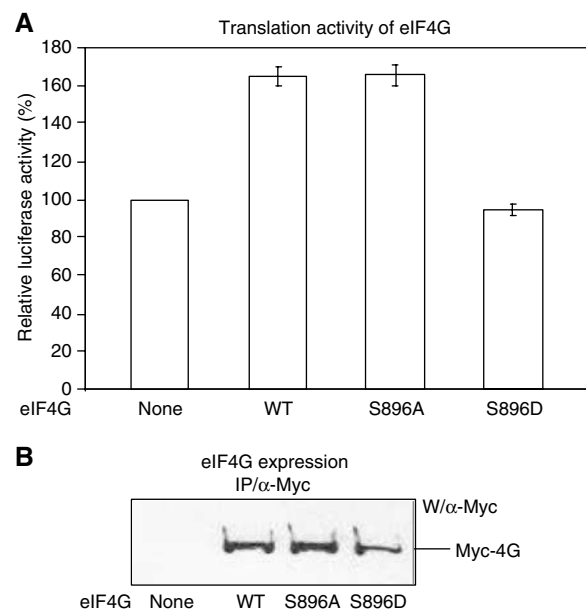 A
Translation activity of eIF4G
Relative luciferase activity (%)
180
160
140
120
100
80
60
40
20
0
eIF4G None WT S896A S896D
B
eIF4G expression
IP/α-Myc
W/α-Myc
Myc-4G
eIF4G None WT S896A S896D